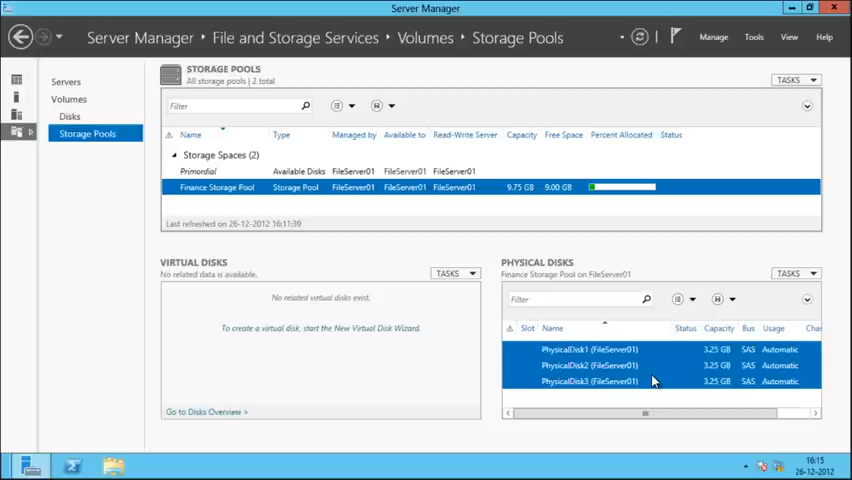 Server Manager
Server Manager ▸ File and Storage Services ▸ Volumes ▸ Storage Pools
Manage Tools View Help
Servers
Volumes
Disks
Storage Pools
STORAGE POOLS
All storage pools | 2 total
TASKS
Filter
Name Type Managed by Available to Read-Write Server Capacity Free Space Percent Allocated Status
Storage Spaces (2)
Primordial Available Disks FileServer01 FileServer01 FileServer01
Finance Storage Pool Storage Pool FileServer01 FileServer01 FileServer01 9.75 GB 9.00 GB
Last refreshed on 26-12-2012 16:11:39
VIRTUAL DISKS
No related data is available.
TASKS
No related virtual disks exist.
To create a virtual disk, start the New Virtual Disk Wizard.
Go to Disks Overview >
PHYSICAL DISKS
Finance Storage Pool on FileServer01
TASKS
Filter
Slot Name Status Capacity Bus Usage Chas
PhysicalDisk1 (FileServer01) 3.25 GB SAS Automatic
PhysicalDisk2 (FileServer01) 3.25 GB SAS Automatic
PhysicalDisk3 (FileServer01) 3.25 GB SAS Automatic
16:15
26-12-2012